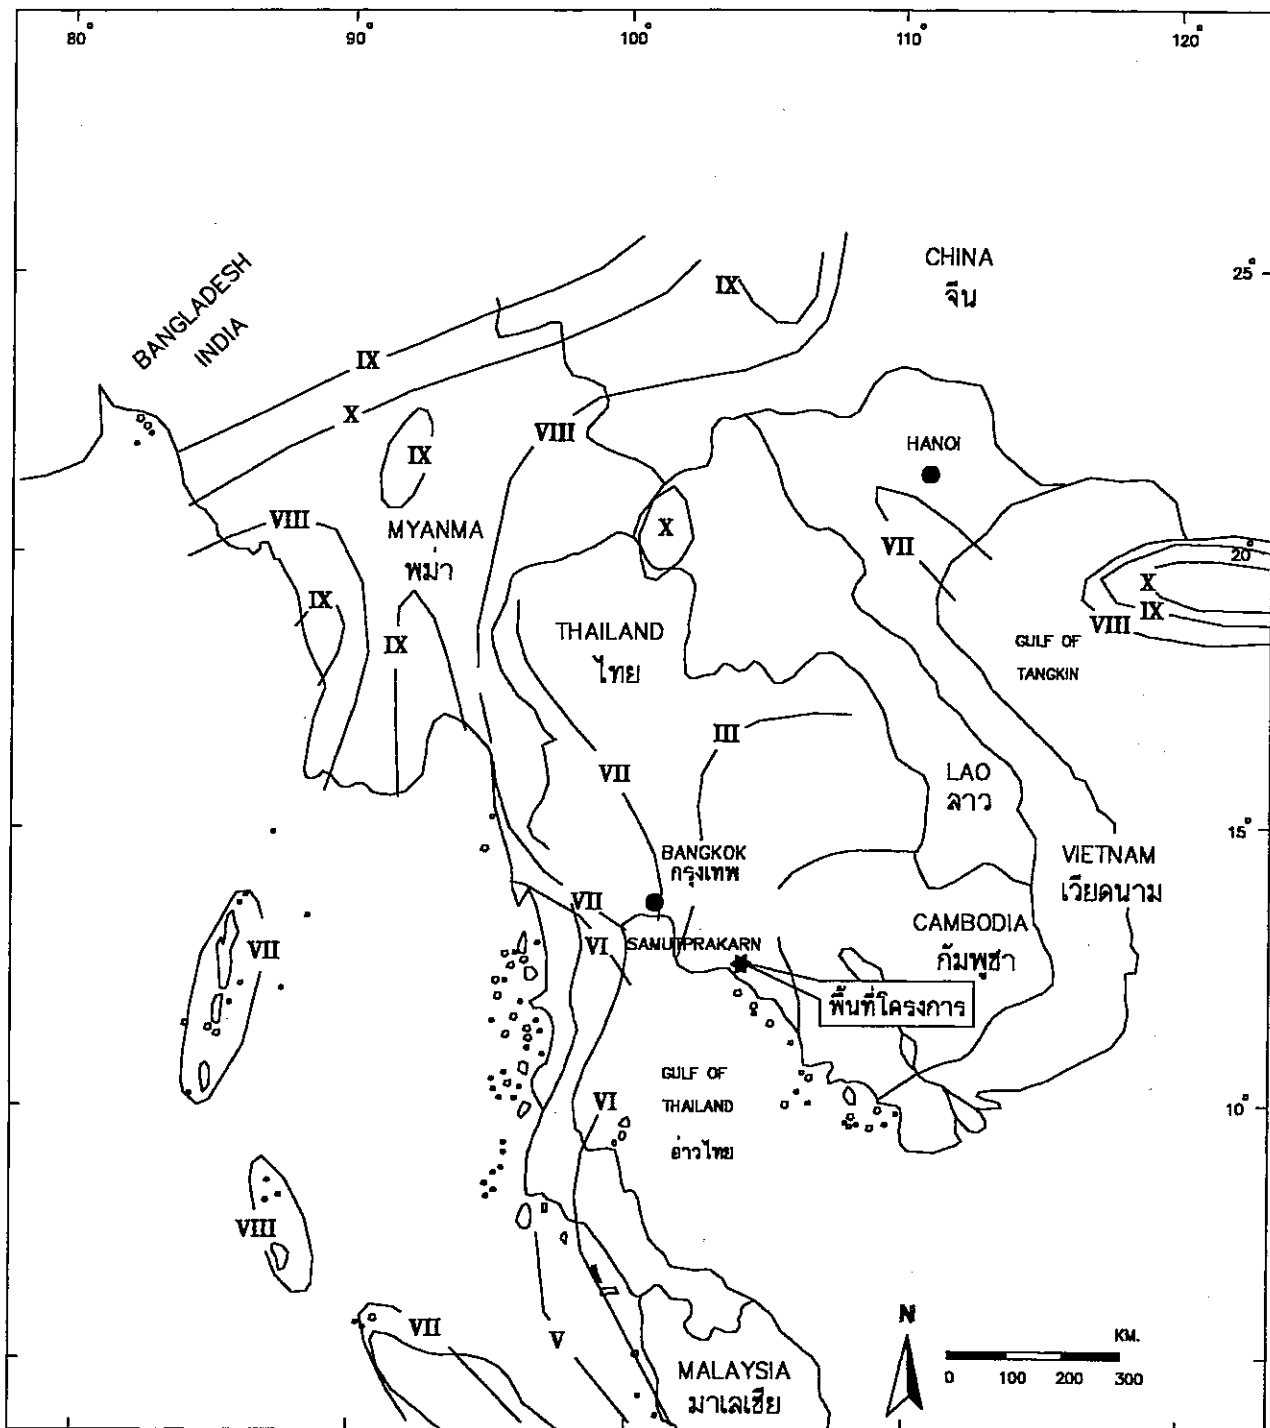 80°
90°
100°
110°
120°
CHINA
จีน
25°
BANGLADESH
INDIA
IX
IX
X
VIII
IX
HANOI
VIII
X
MYANMA
พม่า
VII
20°
X
IX
IX
VIII
IX
THAILAND
ไทย
GULF OF
TANGKIN
III
VII
LAO
ลาว
15°
BANGKOK
กรุงเทพ
VIETNAM
เวียดนาม
VII
CAMBODIA
กัมพูชา
VII
VI
SAMUTPRAKARN
พื้นที่โครงการ
GULF OF
THAILAND
อ่าวไทย
VI
10°
VIII
VII
V
N
KM.
MALAYSIA
มาเลเซีย
0 100 200 300